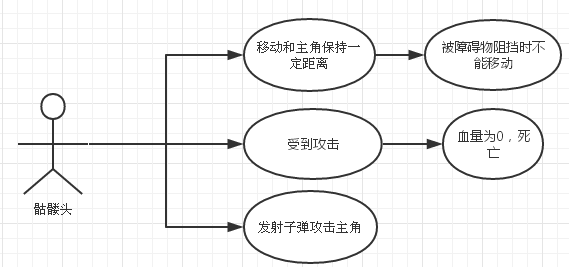 移动和主角保持一
定距离
被障碍物阻挡时不
能移动
受到攻击
血量为0，死
亡
骷髅头
发射子弹攻击主角